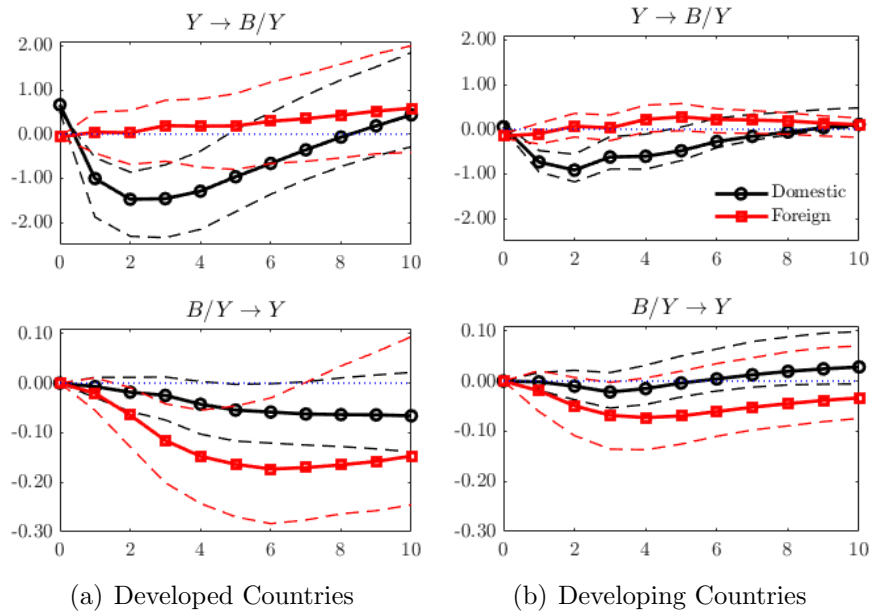 Y → B/Y
Y → B/Y
2.00
1.00
0.00
-1.00
-2.00
0 2 4 6 8 10
2.00
1.00
0.00
-1.00
-2.00
0 2 4 6 8 10
Domestic
Foreign
B/Y → Y
B/Y → Y
0.10
0.00
-0.10
-0.20
-0.30
0 2 4 6 8 10
0.10
0.00
-0.10
-0.20
-0.30
0 2 4 6 8 10
(a) Developed Countries
(b) Developing Countries